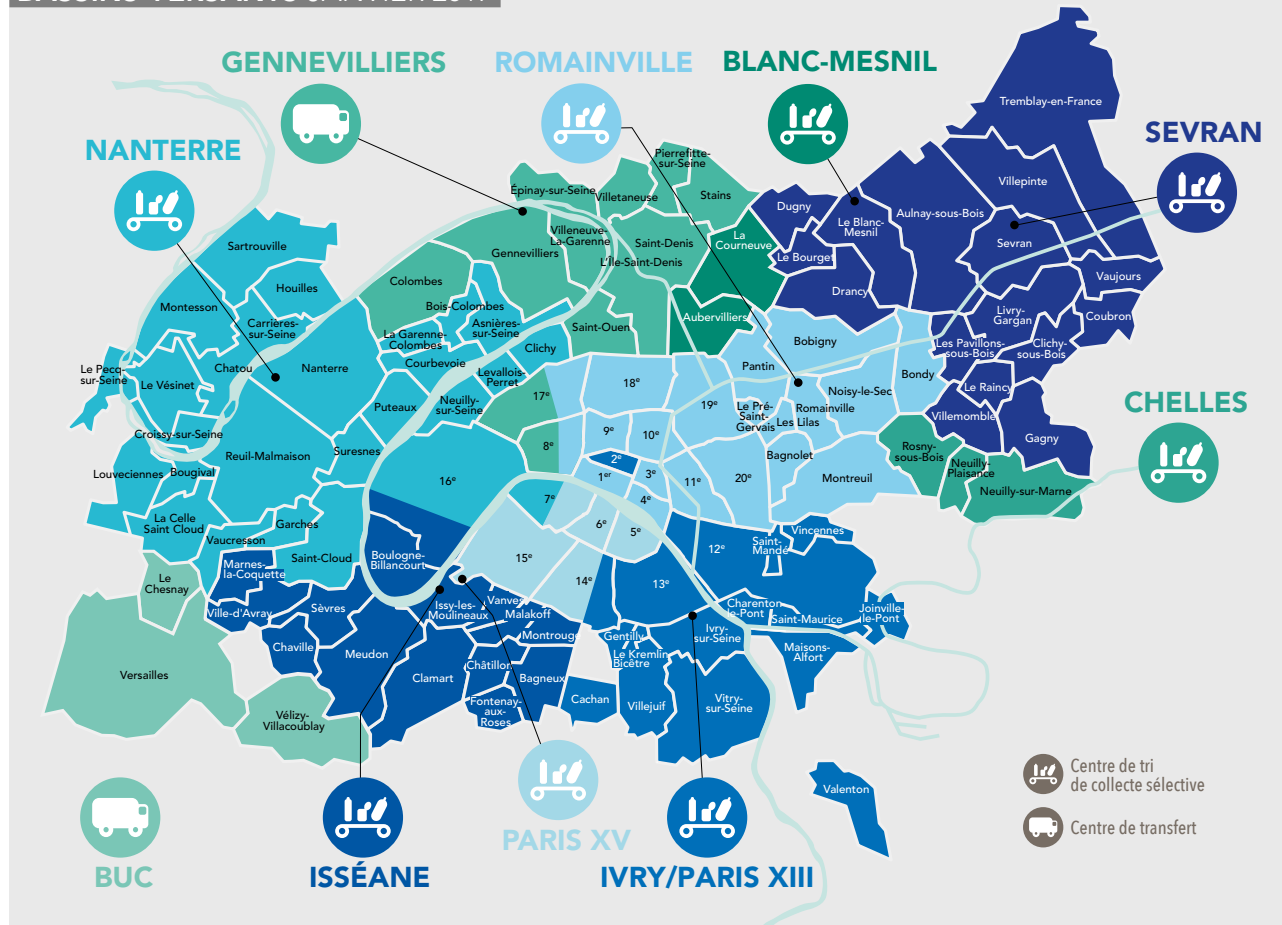 GENNEVILLIERS
ROMAINVILLE
BLANC-MESNIL
SEVRAN
NANTERRE
CHELLES
Tremblay-en-France
Villepinte
Aulnay-sous-Bois
Sevran
Dugny
Le Blanc-
Mesnil
Le Bourget
Drancy
Vaujours
Coubron
Livry-
Gargan
Clichy-
sous-Bois
Les Pavillons-
sous-Bois
Le Raincy
Villemomble
Gagny
Pierrefitte-
sur-Seine
Épinay-sur-Seine
Villetaneuse
Stains
Villeneuve-
La-Garenne
Saint-Denis
L'Île-Saint-Denis
La
Courneuve
Gennevilliers
Colombes
Bois-Colombes
Aubervilliers
Saint-Ouen
Sartrouville
Houilles
Montesson
Carrières-
sur-Seine
La Garenne-
Colombes
Asnières-
sur-Seine
Clichy
Courbevoie
Levallois-
Perret
Le Pecq-
sur-Seine
Le Vésinet
Chatou
Nanterre
Puteaux
Neuilly-
sur-Seine
Croissy-sur-Seine
Reuil-Malmaison
Suresnes
Louveciennes
Bougival
La Celle
Saint Cloud
Vaucresson
Garches
Saint-Cloud
Bobigny
Pantin
Noisy-le-Sec
Bondy
Le Pré-
Saint-
Gervais
Romainville
Les Lilas
Bagnolet
Montreuil
Rosny-
sous-Bois
Neuilly-
Plaisance
Neuilly-sur-Marne
17e
18e
19e
8e
9e
10e
2e
1er
3e
4e
11e
20e
16e
7e
6e
5e
15e
14e
13e
12e
Saint-
Mandé
Vincennes
Marnes-
la-Coquette
Boulogne-
Billancourt
Le
Chesnay
Ville-d'Avray
Sèvres
Chaville
Meudon
Issy-les-
Moulineaux
Vanves
Malakoff
Montrouge
Clamart
Châtillon
Bagneux
Fontenay-
aux-
Roses
Versailles
Vélizy-
Villacoublay
Gentilly
Le Kremlin
Bicêtre
Ivry-
sur-Seine
Charenton
le-Pont
Saint-Maurice
Joinville-
le-Pont
Maisons-
Alfort
Cachan
Villejuif
Vitry-
sur-Seine
Valenton
BUC
ISSÉANE
PARIS XV
IVRY/PARIS XIII
Centre de tri
de collecte sélective
Centre de transfert